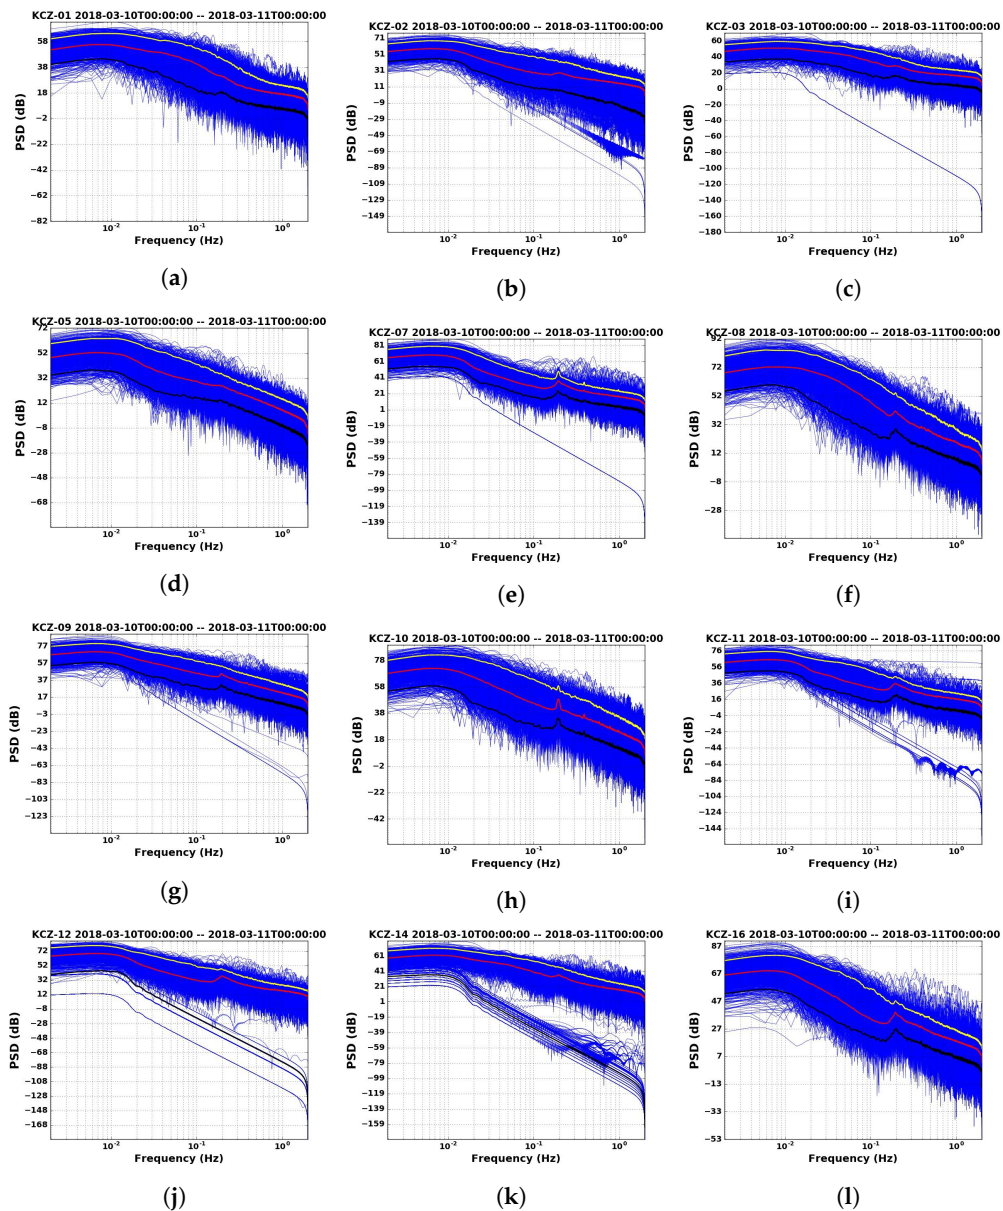 KCZ-01 2018-03-10T00:00:00 -- 2018-03-11T00:00:00
PSD (dB)
58
38
18
−2
−22
−42
−62
−82
10⁻² 10⁻¹ 10⁰
Frequency (Hz)
(a)
KCZ-02 2018-03-10T00:00:00 -- 2018-03-11T00:00:00
PSD (dB)
71
51
31
11
−9
−29
−49
−69
−89
−109
−129
−149
10⁻² 10⁻¹ 10⁰
Frequency (Hz)
(b)
KCZ-03 2018-03-10T00:00:00 -- 2018-03-11T00:00:00
PSD (dB)
60
40
20
0
−20
−40
−60
−80
−100
−120
−140
−160
−180
10⁻² 10⁻¹ 10⁰
Frequency (Hz)
(c)
KCZ-05 2018-03-10T00:00:00 -- 2018-03-11T00:00:00
PSD (dB)
72
52
32
12
−8
−28
−48
−68
10⁻² 10⁻¹ 10⁰
Frequency (Hz)
(d)
KCZ-07 2018-03-10T00:00:00 -- 2018-03-11T00:00:00
PSD (dB)
81
61
41
21
1
−19
−39
−59
−79
−99
−119
−139
10⁻² 10⁻¹ 10⁰
Frequency (Hz)
(e)
KCZ-08 2018-03-10T00:00:00 -- 2018-03-11T00:00:00
PSD (dB)
92
72
52
32
12
−8
−28
10⁻² 10⁻¹ 10⁰
Frequency (Hz)
(f)
KCZ-09 2018-03-10T00:00:00 -- 2018-03-11T00:00:00
PSD (dB)
77
57
37
17
−3
−23
−43
−63
−83
−103
−123
10⁻² 10⁻¹ 10⁰
Frequency (Hz)
(g)
KCZ-10 2018-03-10T00:00:00 -- 2018-03-11T00:00:00
PSD (dB)
78
58
38
18
−2
−22
−42
10⁻² 10⁻¹ 10⁰
Frequency (Hz)
(h)
KCZ-11 2018-03-10T00:00:00 -- 2018-03-11T00:00:00
PSD (dB)
76
56
36
16
−4
−24
−44
−64
−84
−104
−124
−144
10⁻² 10⁻¹ 10⁰
Frequency (Hz)
(i)
KCZ-12 2018-03-10T00:00:00 -- 2018-03-11T00:00:00
PSD (dB)
72
52
32
12
−8
−28
−48
−68
−88
−108
−128
−148
−168
10⁻² 10⁻¹ 10⁰
Frequency (Hz)
(j)
KCZ-14 2018-03-10T00:00:00 -- 2018-03-11T00:00:00
PSD (dB)
61
41
21
1
−19
−39
−59
−79
−99
−119
−139
−159
10⁻² 10⁻¹ 10⁰
Frequency (Hz)
(k)
KCZ-16 2018-03-10T00:00:00 -- 2018-03-11T00:00:00
PSD (dB)
87
67
47
27
7
−13
−33
−53
10⁻² 10⁻¹ 10⁰
Frequency (Hz)
(l)